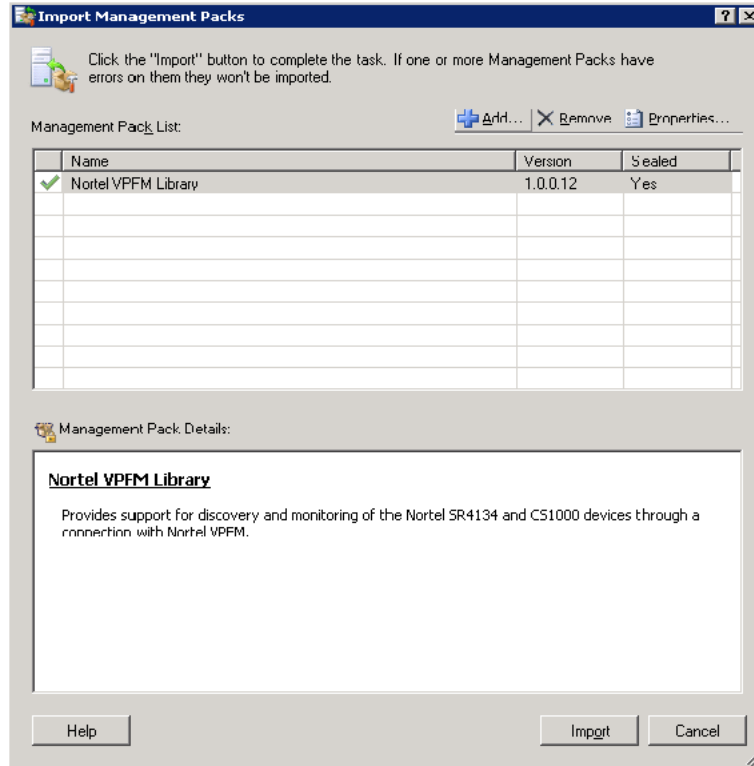 Import Management Packs
Click the "Import" button to complete the task. If one or more Management Packs have
errors on them they won't be imported.
Management Pack List:
Add... Remove Properties...
Name Version Sealed
Nortel VPFM Library 1.0.0.12 Yes
Management Pack Details:
Nortel VPFM Library
Provides support for discovery and monitoring of the Nortel SR4134 and CS1000 devices through a
connection with Nortel VPFM.
Help Import Cancel